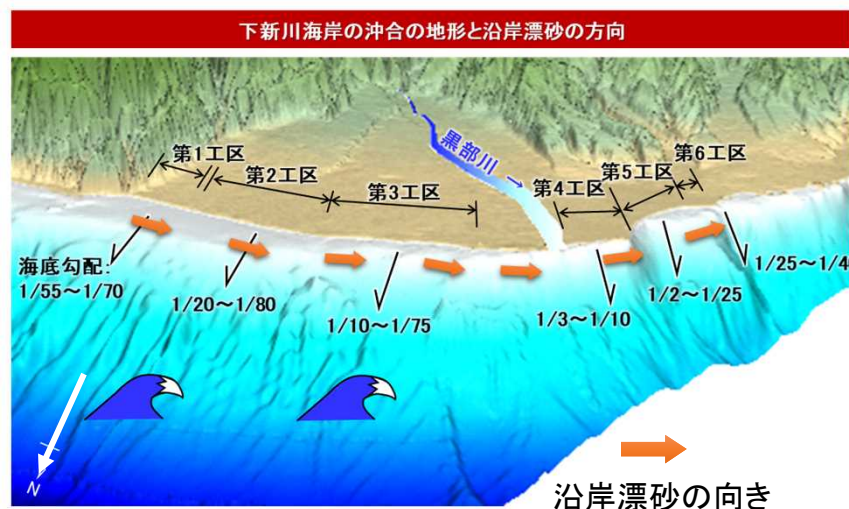 下新川海岸の沖合の地形と沿岸漂砂の方向
第1工区
第2工区
第3工区
黒部川
第4工区
第5工区
第6工区
海底勾配:
1/55～1/70
1/20～1/80
1/10～1/75
1/3～1/10
1/2～1/25
1/25～1/4
N
沿岸漂砂の向き